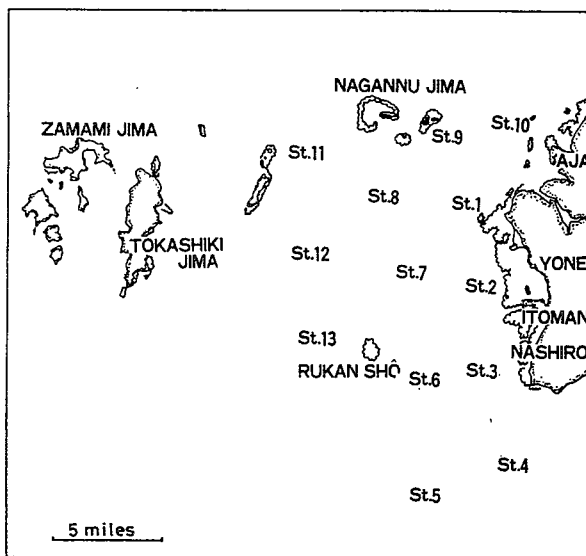 NAGANNU JIMA
ZAMAMI JIMA
St.9
St.10
AJA
St.11
St.8
St.1
TOKASHIKI
JIMA
St.12
St.7
YONE
St.2
ITOMAN
St.13
NASHIRO
RUKAN SHÔ
St.6
St.3
St.4
St.5
5 miles